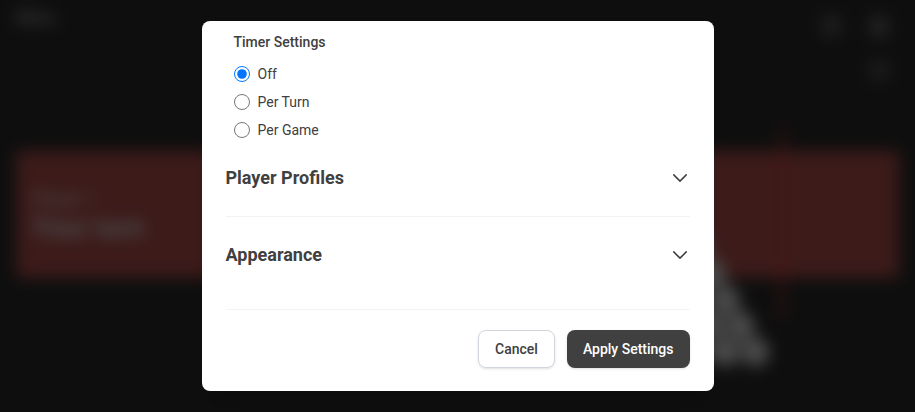 Timer Settings
Off
Per Turn
Per Game
Player Profiles
Appearance
Cancel
Apply Settings